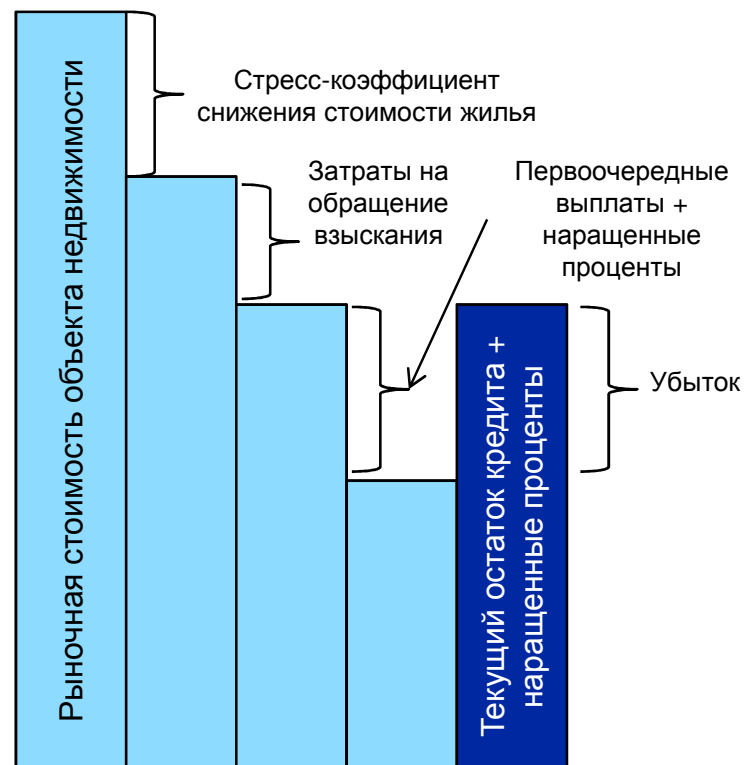 Рыночная стоимость объекта недвижимости
Стресс-коэффициент
снижения стоимости жилья
Затраты на
обращение
взыскания
Первоочередные
выплаты +
наращенные
проценты
Текущий остаток кредита +
наращенные проценты
Убыток